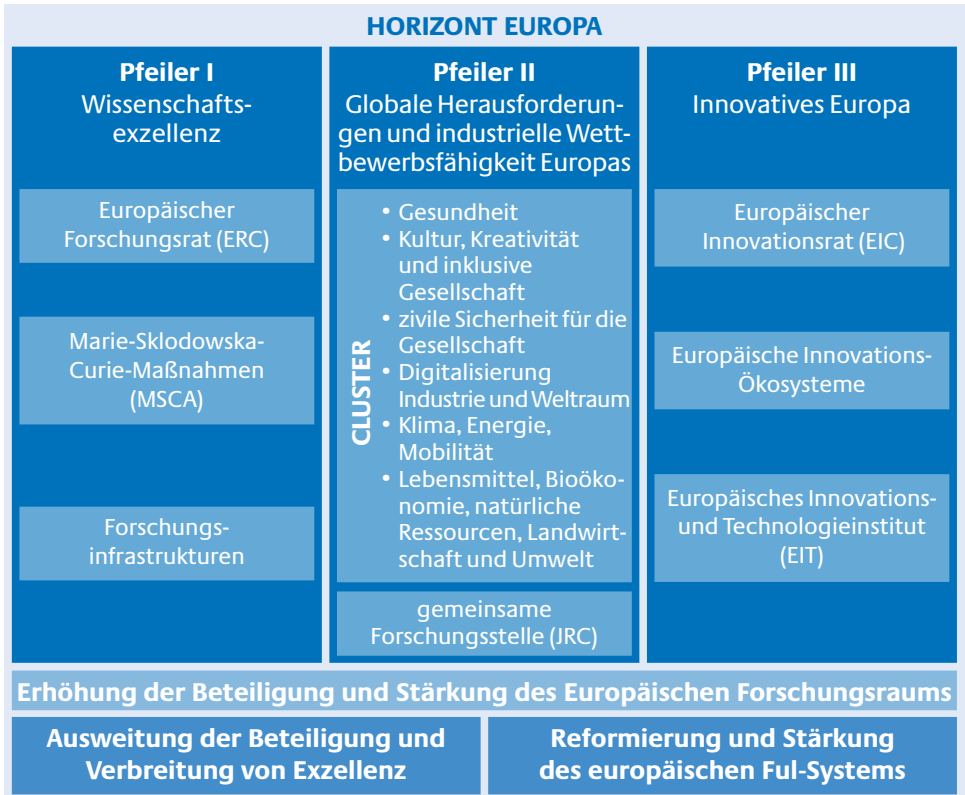 HORIZONT EUROPA
Pfeiler I
Wissenschafts-
exzellenz
Europäischer
Forschungsrat (ERC)
Marie-Sklodowska-
Curie-Maßnahmen
(MSCA)
Forschungs-
infrastrukturen
Pfeiler II
Globale Herausforderun-
gen und industrielle Wett-
bewerbsfähigkeit Europas
CLUSTER
• Gesundheit
• Kultur, Kreativität
und inklusive
Gesellschaft
• zivile Sicherheit für die
Gesellschaft
• Digitalisierung
Industrie und Weltraum
• Klima, Energie,
Mobilität
• Lebensmittel, Bioöko-
nomie, natürliche
Ressourcen, Landwirt-
schaft und Umwelt
gemeinsame
Forschungsstelle (JRC)
Pfeiler III
Innovatives Europa
Europäischer
Innovationsrat (EIC)
Europäische Innovations-
Ökosysteme
Europäisches Innovations-
und Technologieinstitut
(EIT)
Erhöhung der Beteiligung und Stärkung des Europäischen Forschungsraums
Ausweitung der Beteiligung und
Verbreitung von Exzellenz
Reformierung und Stärkung
des europäischen FuI-Systems